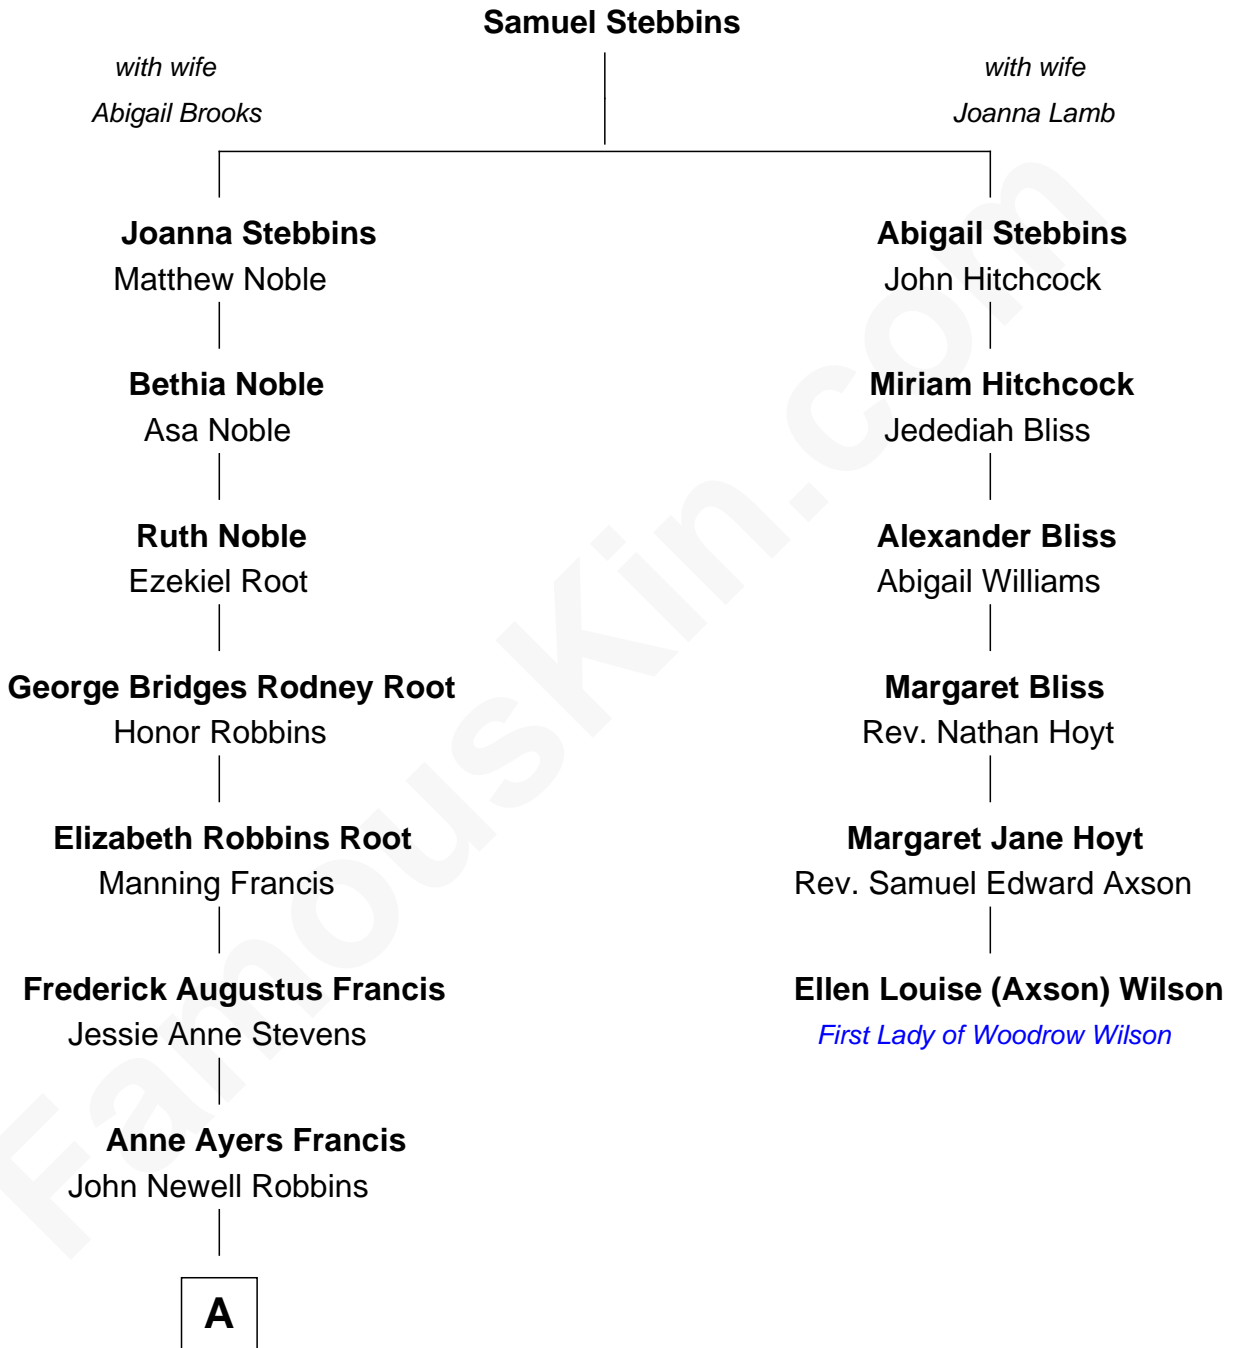 Samuel Stebbins
with wife
Abigail Brooks
with wife
Joanna Lamb
Joanna Stebbins
Matthew Noble
Abigail Stebbins
John Hitchcock
Bethia Noble
Asa Noble
Miriam Hitchcock
Jedediah Bliss
Ruth Noble
Ezekiel Root
Alexander Bliss
Abigail Williams
George Bridges Rodney Root
Honor Robbins
Margaret Bliss
Rev. Nathan Hoyt
Elizabeth Robbins Root
Manning Francis
Margaret Jane Hoyt
Rev. Samuel Edward Axson
Frederick Augustus Francis
Jessie Anne Stevens
Ellen Louise (Axson) Wilson
First Lady of Woodrow Wilson
Anne Ayers Francis
John Newell Robbins
A
FamousKin.com